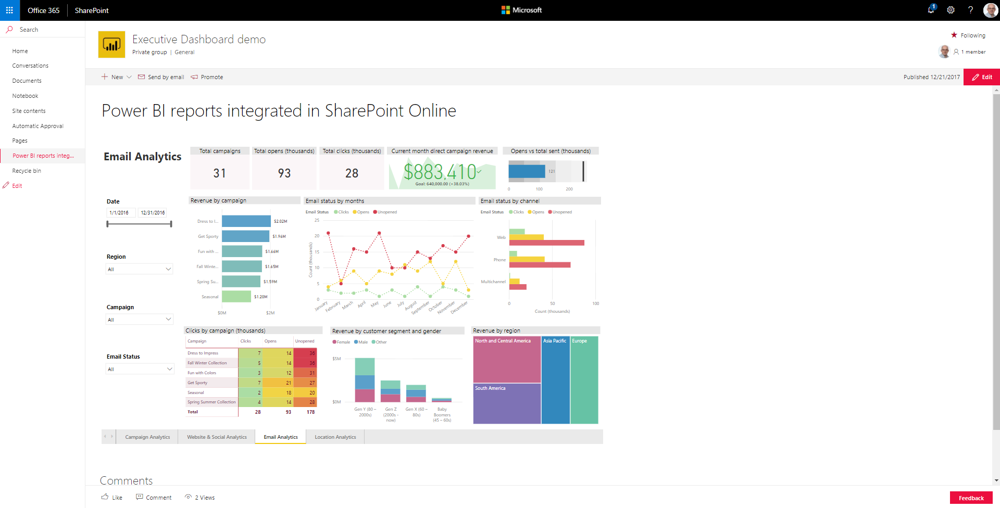 Office 365 SharePoint Microsoft 1 ?
Search
Home
Conversations
Documents
Notebook
Site contents
Automatic Approval
Pages
Power BI reports integ...
Recycle bin
Edit
Executive Dashboard demo
Private group | General
Following
1 member
New Send by email Promote Published 12/21/2017 Edit
Power BI reports integrated in SharePoint Online
Email Analytics
Total campaigns
31
Total opens (thousands)
93
Total clicks (thousands)
28
Current month direct campaign revenue
$883,410
Goal: 640,000.00 (+38.03%)
Opens vs total sent (thousands)
121
0 100 200
Date
1/1/2016 12/31/2016
Region
All
Campaign
All
Email Status
All
Revenue by campaign
Dress to I... $2.02M
Get Sporty $1.96M
Fun with ... $1.66M
Fall Winte... $1.65M
Spring Su... $1.59M
Seasonal $1.20M
$0M $2M
Email status by months
Email Status Clicks Opens Unopened
Count (thousands)
25
20
15
10
5
0
January February March April May June July August September October November December
Email status by channel
Email Status Clicks Opens Unopened
Web
Phone
Multichannel
0 50 100
Count (thousands)
Clicks by campaign (thousands)
Campaign Clicks Opens Unopened
Dress to Impress 7 14 36
Fall Winter Collection 5 14 36
Fun with Colors 3 12 31
Get Sporty 7 21 27
Seasonal 2 18 20
Spring Summer Collection 4 14 28
Total 28 93 178
Revenue by customer segment and gender
Female Male Other
$5M
$0M
Gen Y (80 – 2000s)
Gen Z (2000s - now)
Gen X (60 – 80s)
Baby Boomers (45 – 60s)
Revenue by region
North and Central America Asia Pacific Europe
South America
Campaign Analytics Website & Social Analytics Email Analytics Location Analytics
Comments
Like Comment 2 Views Feedback